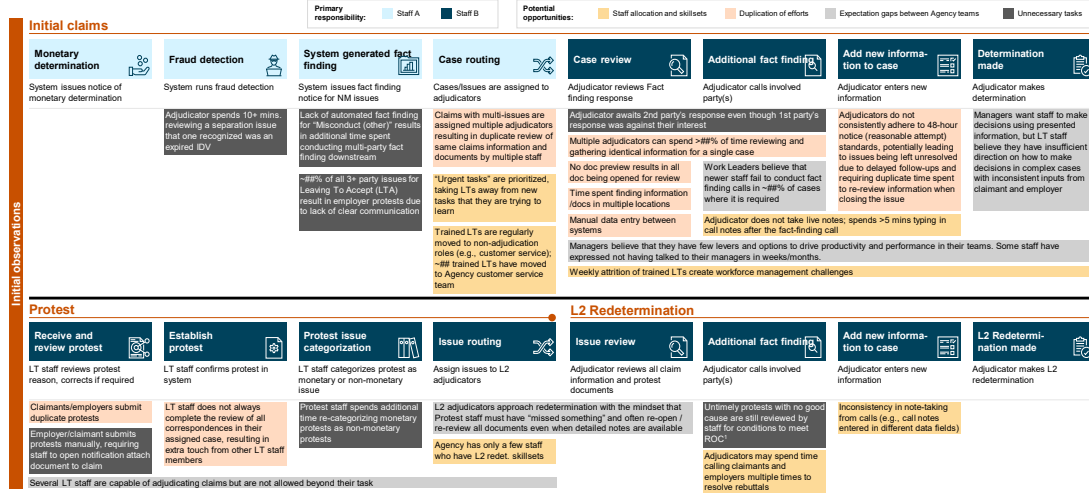 Primary
responsibility:
Staff A
Staff B
Potential
opportunities:
Staff allocation and skillsets
Duplication of efforts
Expectation gaps between Agency teams
Unnecessary tasks
Initial observations
Initial claims
Monetary
determination
Fraud detection
System generated fact
finding
Case routing
Case review
Additional fact finding
Add new informa-
tion to case
Determination
made
System issues notice of
monetary determination
System runs fraud detection
System issues fact finding
notice for NM issues
Cases/Issues are assigned to
adjudicators
Adjudicator reviews Fact
finding response
Adjudicator calls involved
party(s)
Adjudicator enters new
information
Adjudicator makes
determination
Adjudicator spends 10+ mins.
reviewing a separation issue
that one recognized was an
expired IDV
Lack of automated fact finding
for "Misconduct (other)" results
in additional time spent
conducting multi-party fact
finding downstream
~##% of all 3+ party issues for
Leaving To Accept (LTA)
result in employer protests due
to lack of clear communication
Claims with multi-issues are
assigned multiple adjudicators
resulting in duplicate review of
same claims information and
documents by multiple staff
"Urgent tasks" are prioritized,
taking LTs away from new
tasks that they are trying to
learn
Trained LTs are regularly
moved to non-adjudication
roles (e.g., customer service);
~## trained LTs have moved
to Agency customer service
team
Adjudicator awaits 2nd party's response even though 1st party's
response was against their interest
Multiple adjudicators can spend >##% of time reviewing and
gathering identical information for a single case
No doc preview results in all
doc being opened for review
Time spent finding information
/docs in multiple locations
Manual data entry between
systems
Work Leaders believe that
newer staff fail to conduct fact
finding calls in ~##% of cases
where it is required
Adjudicator does not take live notes; spends >5 mins typing in
call notes after the fact-finding call
Adjudicators do not
consistently adhere to 48-hour
notice (reasonable attempt)
standards, potentially leading
to issues being left unresolved
due to delayed follow-ups and
requiring duplicate time spent
to re-review information when
closing the issue
Managers want staff to make
decisions using presented
information, but LT staff
believe they have insufficient
direction on how to make
decisions in complex cases
with inconsistent inputs from
claimant and employer
Managers believe that they have few levers and options to drive productivity and performance in their teams. Some staff have
expressed not having talked to their managers in weeks/months.
Weekly attrition of trained LTs create workforce management challenges
Protest
L2 Redetermination
Receive and
review protest
Establish
protest
Protest issue
categorization
Issue routing
Issue review
Additional fact finding
Add new informa-
tion to case
L2 Redetermi-
nation made
LT staff reviews protest
reason, corrects if required
LT staff confirms protest in
system
LT staff categorizes protest as
monetary or non-monetary
issue
Assign issues to L2
adjudicators
Adjudicator reviews all claim
information and protest
documents
Adjudicator calls involved
party(s)
Adjudicator enters new
information
Adjudicator makes L2
redetermination
Claimants/employers submit
duplicate protests
Employer/claimant submits
protests manually, requiring
staff to open notification attach
document to claim
LT staff does not always
complete the review of all
correspondences in their
assigned case, resulting in
extra touch from other LT staff
members
Protest staff spends additional
time re-categorizing monetary
protests as non-monetary
protests
L2 adjudicators approach redetermination with the mindset that
Protest staff must have "missed something" and often re-open /
re-review all documents even when detailed notes are available
Agency has only a few staff
who have L2 redet. skillsets
Untimely protests with no good
cause are still reviewed by
staff for conditions to meet
ROC¹
Adjudicators may spend time
calling claimants and
employers multiple times to
resolve rebuttals
Inconsistency in note-taking
from calls (e.g., call notes
entered in different data fields)
Several LT staff are capable of adjudicating claims but are not allowed beyond their task